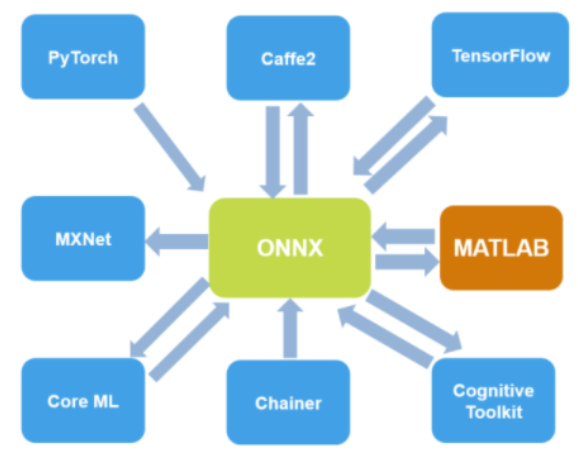 PyTorch
Caffe2
TensorFlow
MXNet
ONNX
MATLAB
Core ML
Chainer
Cognitive
Toolkit